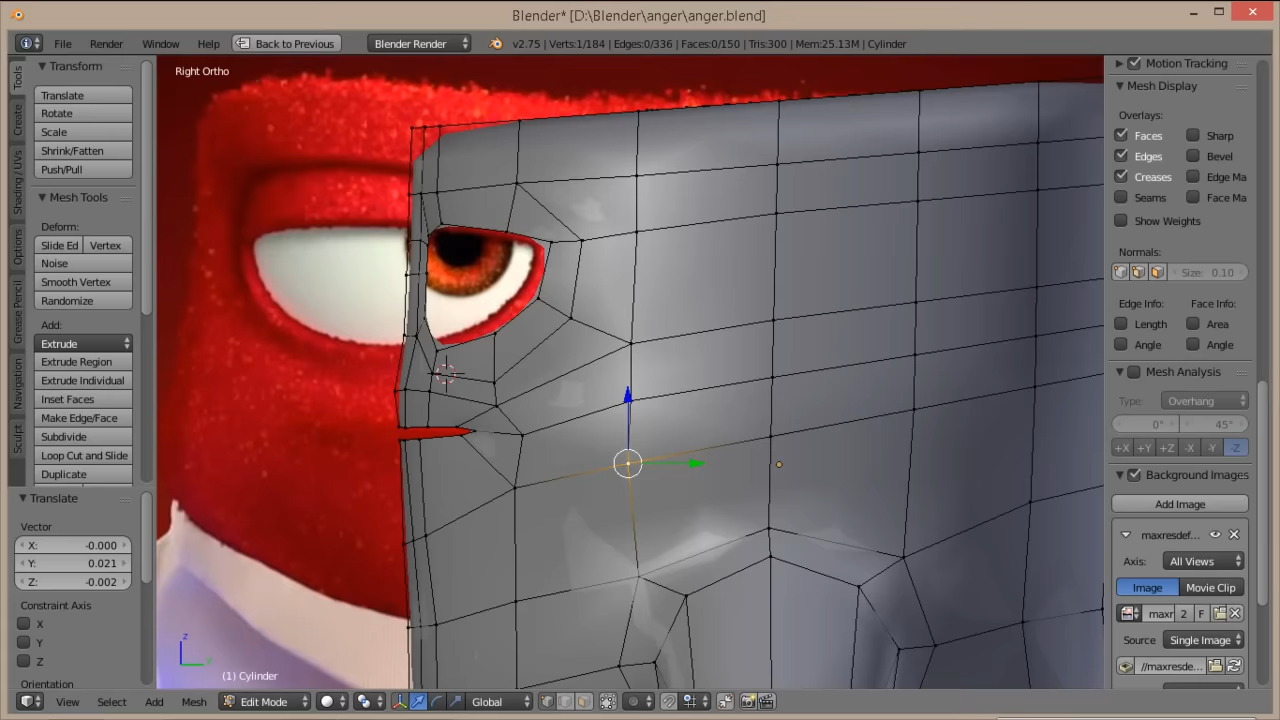 Blender* [D:\Blender\anger\anger.blend]
File Render Window Help Back to Previous Blender Render v2.75 | Verts:1/184 | Edges:0/336 | Faces:0/150 | Tris:300 | Mem:25.13M | Cylinder
Tools
Create
Shading / UVs
Options
Grease Pencil
Navigation
Sculpt
Transform
Translate
Rotate
Scale
Shrink/Fatten
Push/Pull
Mesh Tools
Deform:
Slide Ed Vertex
Noise
Smooth Vertex
Randomize
Add:
Extrude
Extrude Region
Extrude Individual
Inset Faces
Make Edge/Face
Subdivide
Loop Cut and Slide
Duplicate
Translate
Vector
X: -0.000
Y: 0.021
Z: -0.002
Constraint Axis
X
Y
Z
Orientation
Right Ortho
z
(1) Cylinder
Motion Tracking
Mesh Display
Overlays:
Faces Sharp
Edges Bevel
Creases Edge Ma
Seams Face Ma
Show Weights
Normals:
Size: 0.10
Edge Info: Face Info:
Length Area
Angle Angle
Mesh Analysis
Type: Overhang
0° 45°
+X +Y +Z -X -Y -Z
Background Images
Add Image
maxresdef...
Axis: All Views
Image Movie Clip
maxr 2 F
Source Single Image
//maxresde...
View Select Add Mesh Edit Mode Global